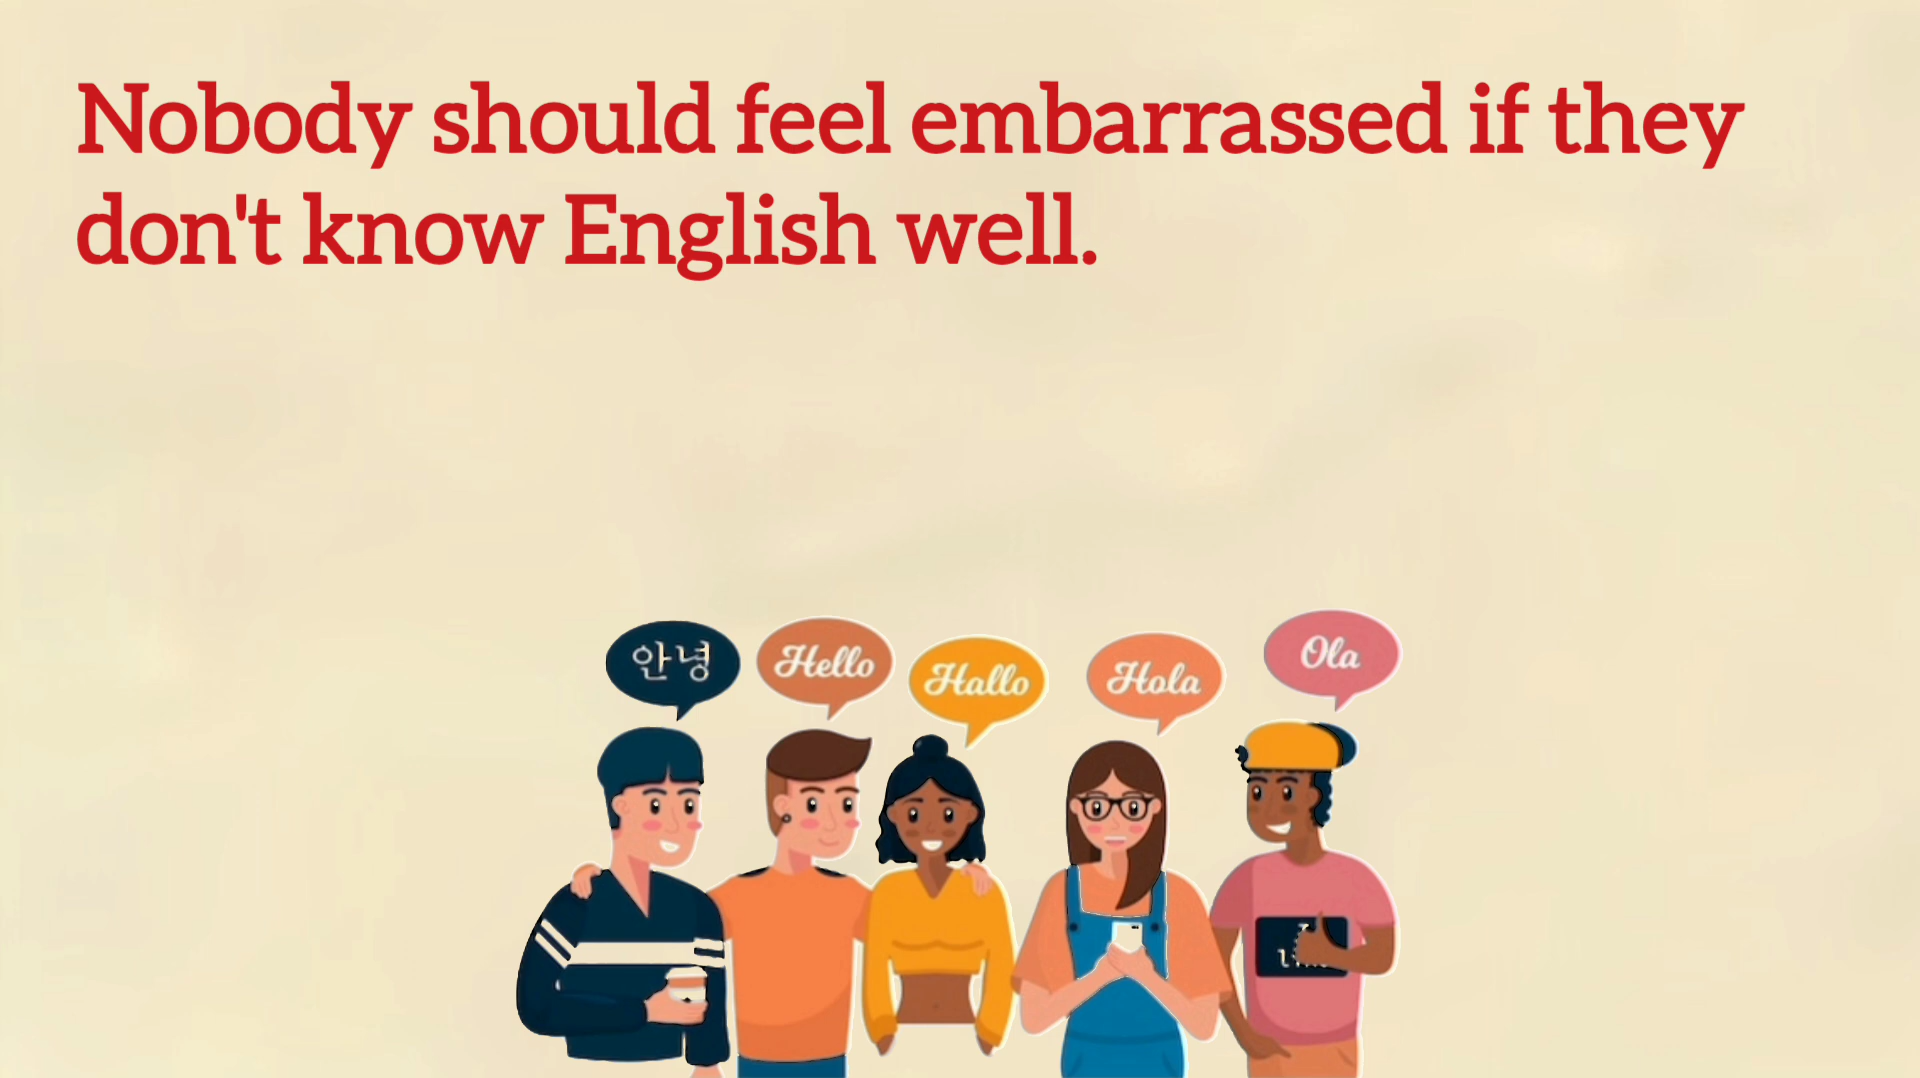 Nobody should feel embarrassed if they
don't know English well.
안녕
Hello
Hallo
Hola
Ola